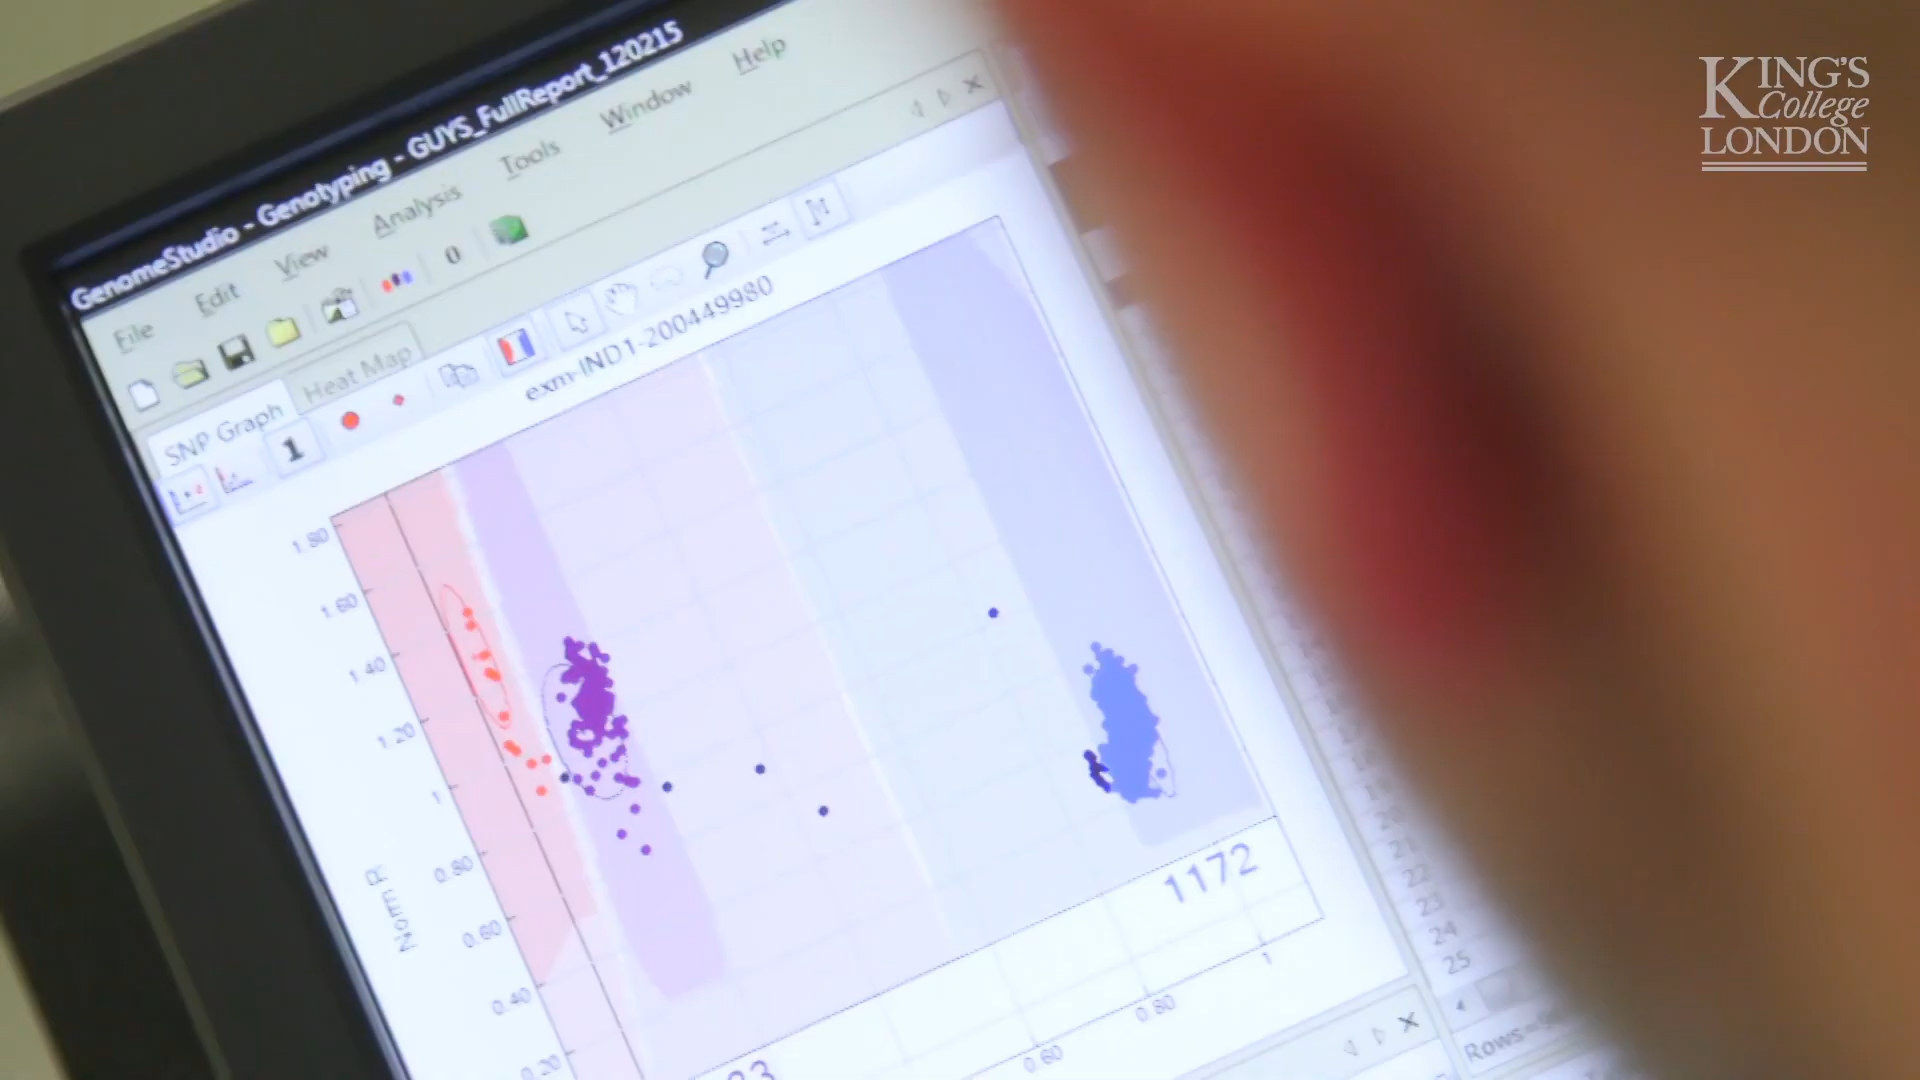 KING'S
College
LONDON
GenomeStudio - Genotyping - GUYS_FullReport_120215
File Edit View Analysis Tools Window Help
0
SNP Graph Heat Map
1
exm-IND1-200449980
1.80
1.60
1.40
1.20
1
0.80
0.60
0.40
0.20
Norm R
1172
0.60 0.80 1
22
23
24
25